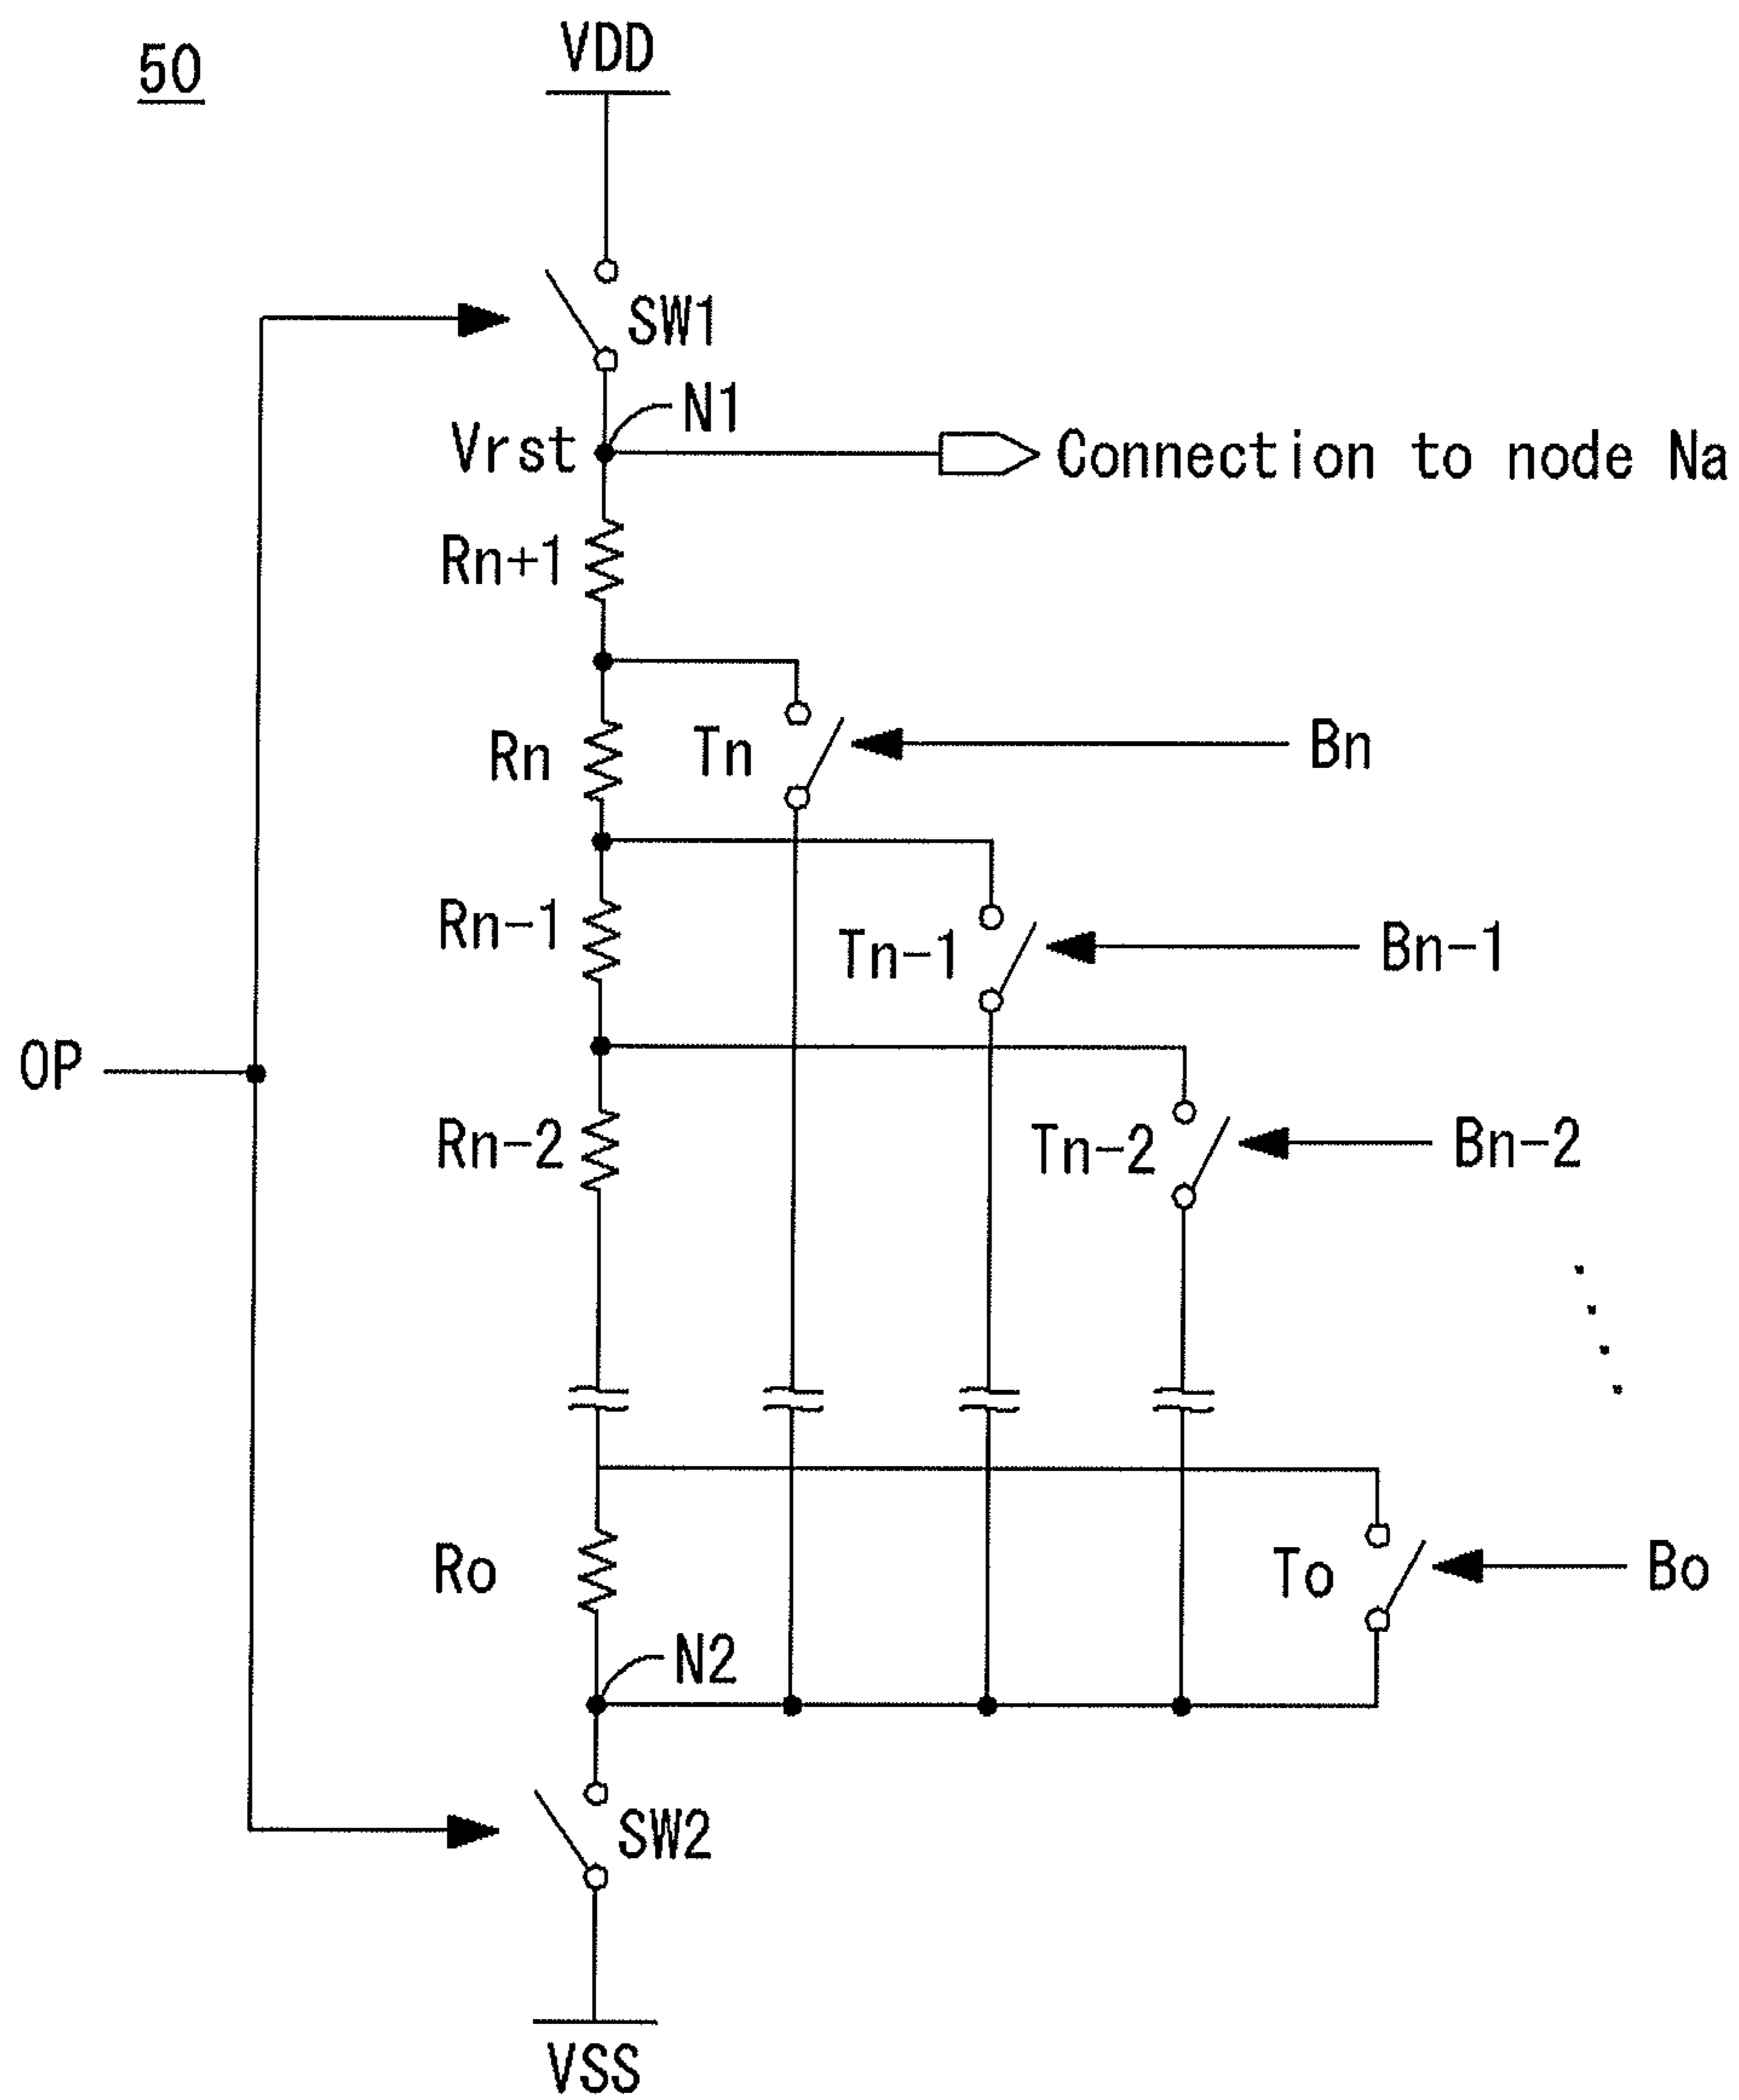 50
VDD
SW1
N1
Vrst
Connection to node Na
Rn+1
Rn
Tn
Bn
Rn-1
Tn-1
Bn-1
OP
Rn-2
Tn-2
Bn-2
Ro
To
Bo
N2
SW2
VSS